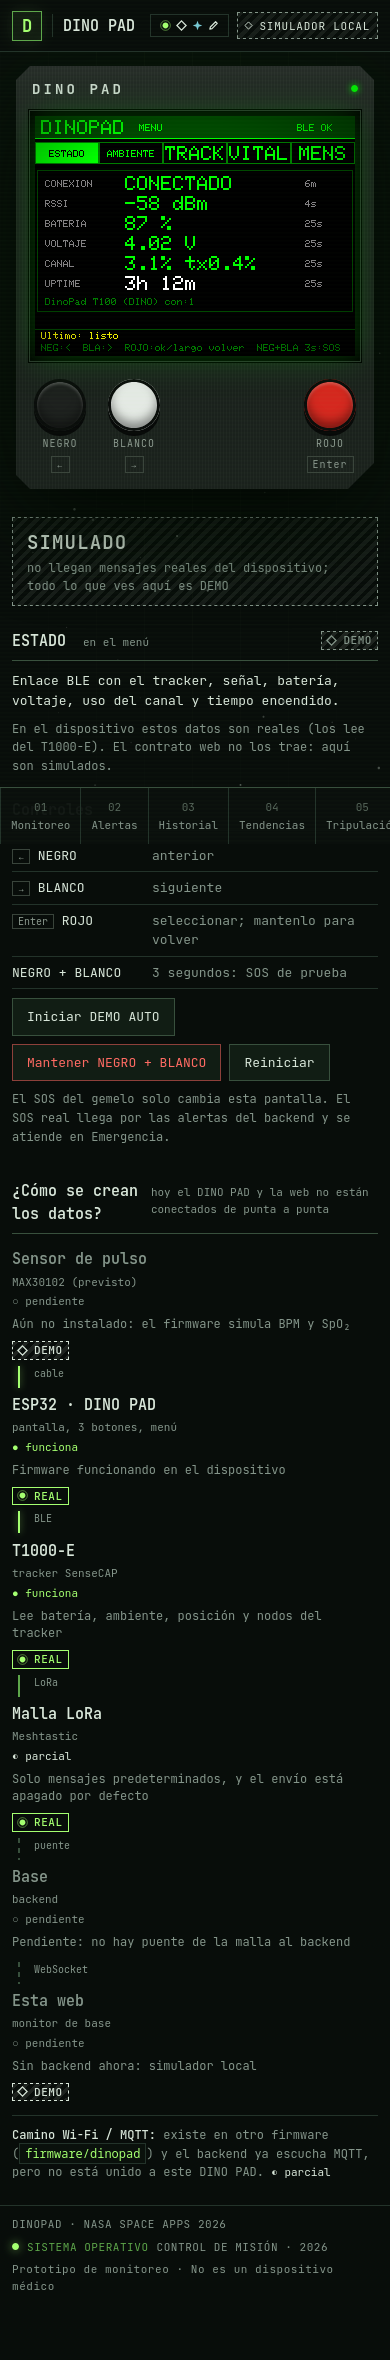 D DINO PAD SIMULADOR LOCAL
DINO PAD
DINOPAD MENU BLE OK
ESTADO AMBIENTE TRACK VITAL MENS
CONEXION CONECTADO 6m
RSSI -58 dBm 4s
BATERIA 87 % 25s
VOLTAJE 4.02 V 25s
CANAL 3.1% tx0.4% 25s
UPTIME 3h 12m 25s
DinoPad T100 (DINO) con:1
Ultimo: listo
NEG:< BLA:> ROJO:ok/largo volver NEG+BLA 3s:SOS
NEGRO BLANCO ROJO
← → Enter
SIMULADO
no llegan mensajes reales del dispositivo;
todo lo que ves aquí es DEMO
ESTADO en el menú DEMO
Enlace BLE con el tracker, señal, batería,
voltaje, uso del canal y tiempo encendido.
En el dispositivo estos datos son reales (los lee
del T1000-E). El contrato web no los trae: aquí
son simulados.
Controles
01 02 03 04 05
Monitoreo Alertas Historial Tendencias Tripulació
← NEGRO anterior
→ BLANCO siguiente
Enter ROJO seleccionar; mantenlo para
volver
NEGRO + BLANCO 3 segundos: SOS de prueba
Iniciar DEMO AUTO
Mantener NEGRO + BLANCO Reiniciar
El SOS del gemelo solo cambia esta pantalla. El
SOS real llega por las alertas del backend y se
atiende en Emergencia.
¿Cómo se crean
los datos?
hoy el DINO PAD y la web no están
conectados de punta a punta
Sensor de pulso
MAX30102 (previsto)
○ pendiente
Aún no instalado: el firmware simula BPM y SpO₂
DEMO
cable
ESP32 · DINO PAD
pantalla, 3 botones, menú
● funciona
Firmware funcionando en el dispositivo
REAL
BLE
T1000-E
tracker SenseCAP
● funciona
Lee batería, ambiente, posición y nodos del
tracker
REAL
LoRa
Malla LoRa
Meshtastic
◐ parcial
Solo mensajes predeterminados, y el envío está
apagado por defecto
REAL
puente
Base
backend
○ pendiente
Pendiente: no hay puente de la malla al backend
WebSocket
Esta web
monitor de base
○ pendiente
Sin backend ahora: simulador local
DEMO
Camino Wi-Fi / MQTT: existe en otro firmware
(firmware/dinopad) y el backend ya escucha MQTT,
pero no está unido a este DINO PAD. ◐ parcial
DINOPAD · NASA SPACE APPS 2026
SISTEMA OPERATIVO CONTROL DE MISIÓN · 2026
Prototipo de monitoreo · No es un dispositivo
médico